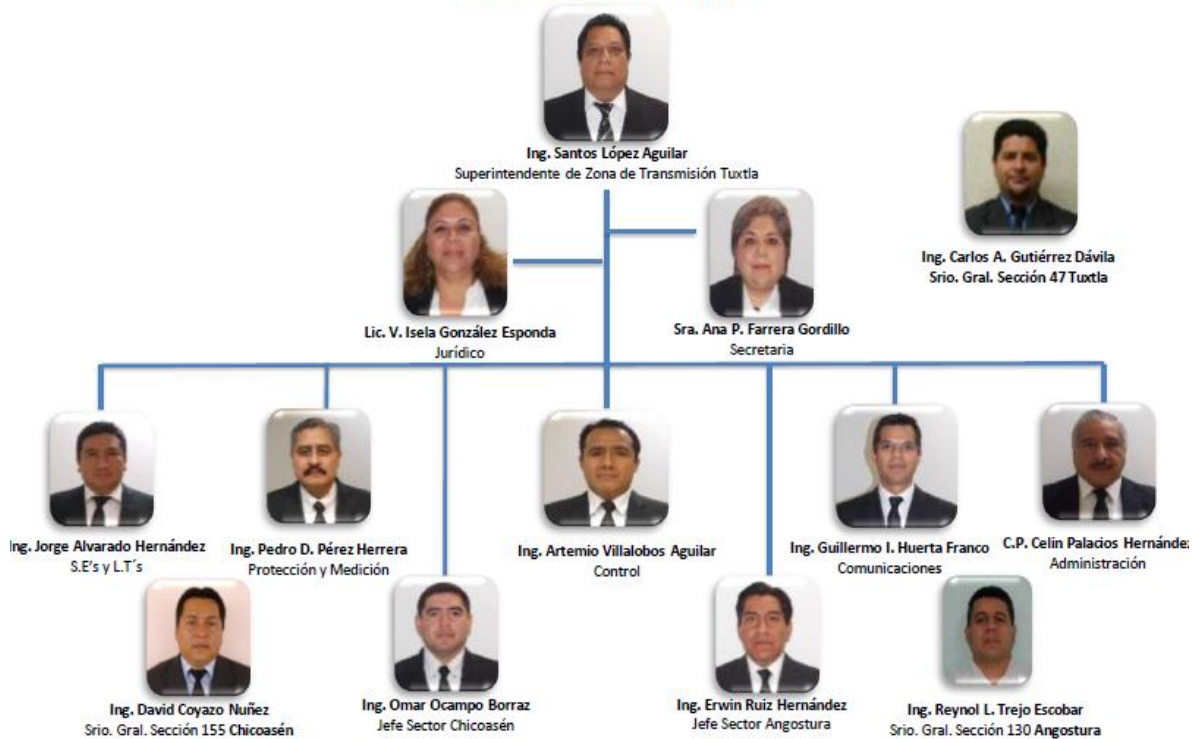 Ing. Santos López Aguilar
Superintendente de Zona de Transmisión Tuxtla
Ing. Carlos A. Gutiérrez Dávila
Srio. Gral. Sección 47 Tuxtla
Lic. V. Isela González Esponda
Jurídico
Sra. Ana P. Farrera Gordillo
Secretaria
Ing. Jorge Alvarado Hernández
S.E's y L.T´s
Ing. Pedro D. Pérez Herrera
Protección y Medición
Ing. Artemio Villalobos Aguilar
Control
Ing. Guillermo I. Huerta Franco
Comunicaciones
C.P. Celin Palacios Hernández
Administración
Ing. David Coyazo Nuñez
Srio. Gral. Sección 155 Chicoasén
Ing. Omar Ocampo Borraz
Jefe Sector Chicoasén
Ing. Erwin Ruiz Hernández
Jefe Sector Angostura
Ing. Reynol L. Trejo Escobar
Srio. Gral. Sección 130 Angostura